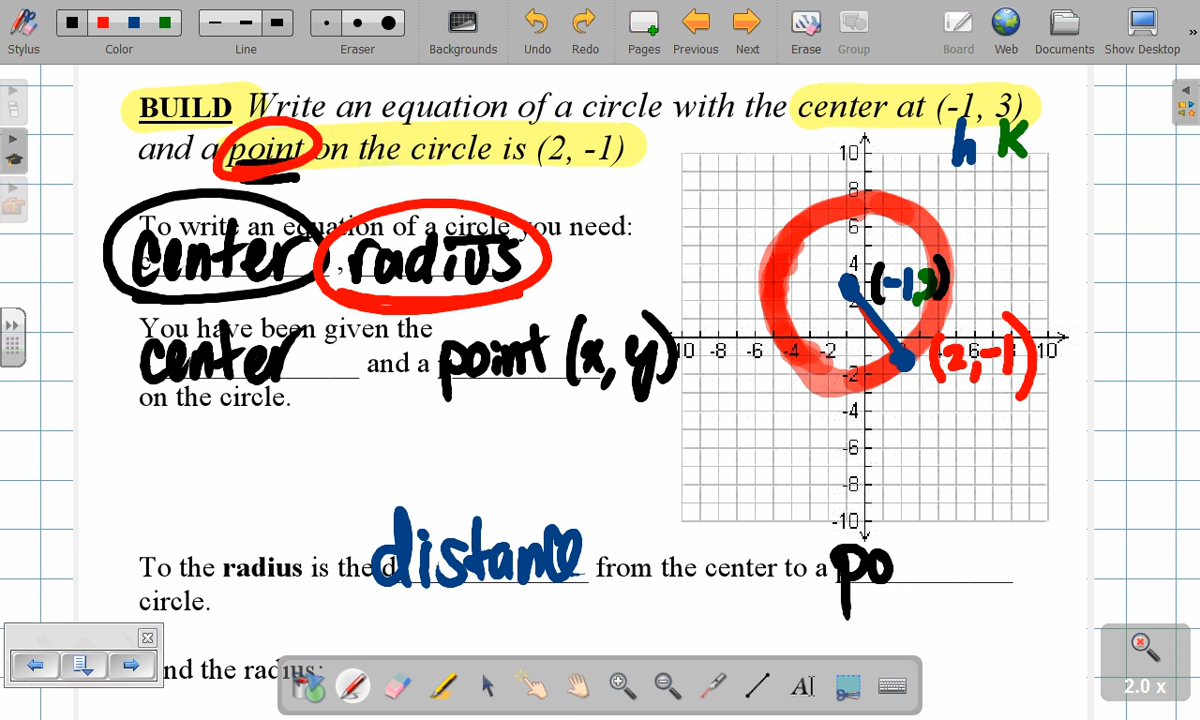 Stylus Color Line Eraser Backgrounds Undo Redo Pages Previous Next Erase Group Board Web Documents Show Desktop »
BUILD Write an equation of a circle with the center at (-1, 3)
h K
and a point on the circle is (2, -1)
To write an equation of a circle you need:
center , radius
You have been given the
center and a point (x, y)
on the circle.
10
8
6
4
2
-10 -8 -6 -4 -2 4 6 8 10
-2
-4
-6
-8
-10
(-1, 3)
(2, -1)
To the radius is the distance from the center to a po
circle.
nd the radius:
2.0 x